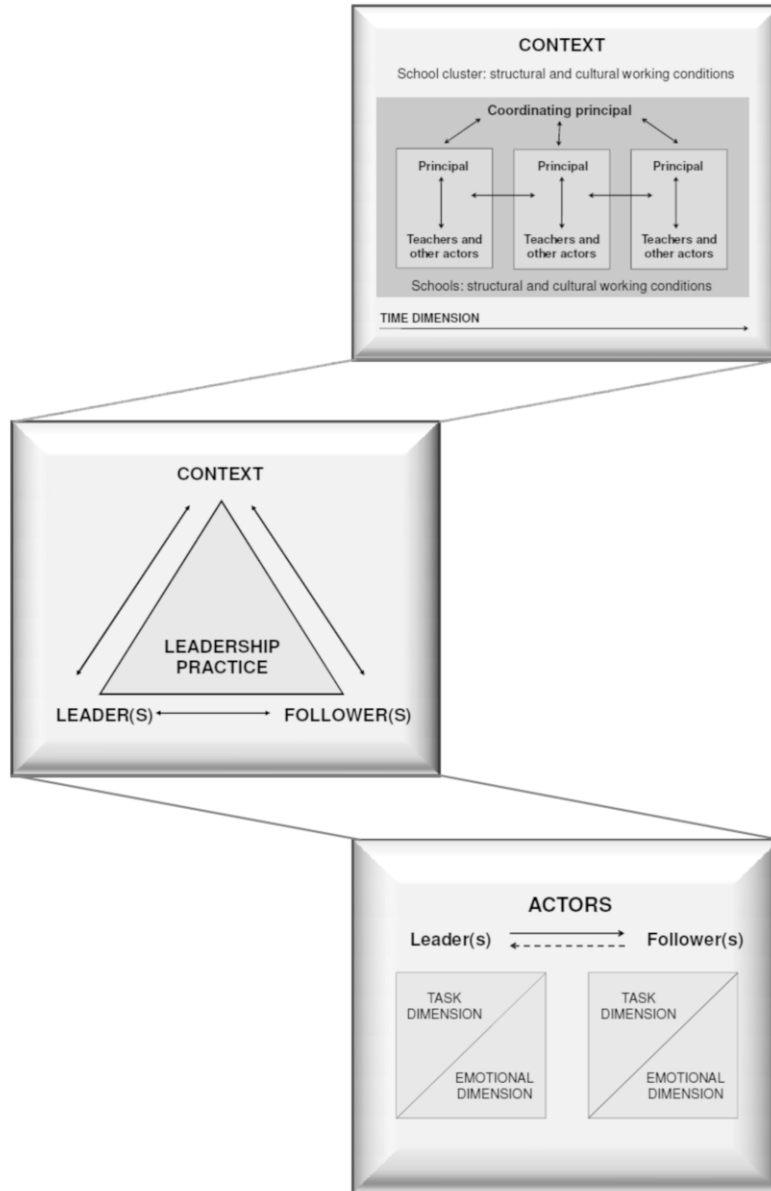 CONTEXT
School cluster: structural and cultural working conditions
Coordinating principal
Principal
Principal
Principal
Teachers and
other actors
Teachers and
other actors
Teachers and
other actors
Schools: structural and cultural working conditions
TIME DIMENSION
CONTEXT
LEADERSHIP
PRACTICE
LEADER(S)
FOLLOWER(S)
ACTORS
Leader(s)
Follower(s)
TASK
DIMENSION
EMOTIONAL
DIMENSION
TASK
DIMENSION
EMOTIONAL
DIMENSION